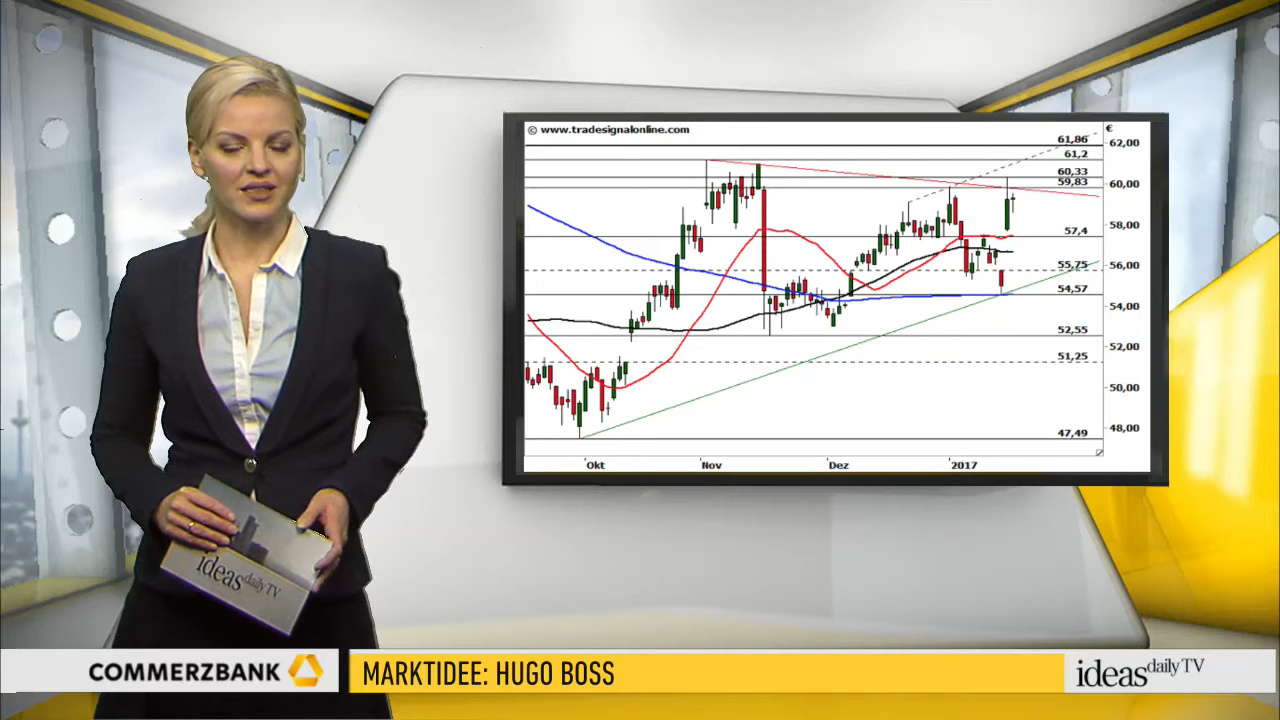 © www.tradesignalonline.com
€
61,86
62,00
61,2
60,33
60,00
59,83
58,00
57,4
56,00
55,75
54,57
54,00
52,55
52,00
51,25
50,00
48,00
47,49
Okt
Nov
Dez
2017
ideas daily TV
COMMERZBANK
MARKTIDEE: HUGO BOSS
ideas daily TV